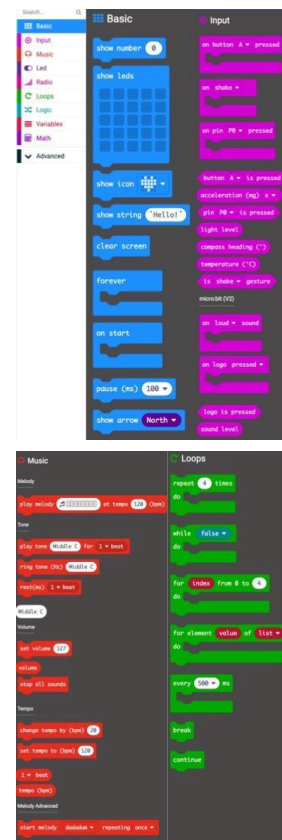 Search...
Basic
Input
Music
Led
Radio
Loops
Logic
Variables
Math
Advanced
Basic
show number 0
show leds
show icon
show string "Hello!"
clear screen
forever
on start
pause (ms) 100
show arrow North
Input
on button A pressed
on shake
on pin P0 pressed
button A is pressed
acceleration (mg) x
pin P0 is pressed
light level
compass heading (°)
temperature (°C)
is shake gesture
micro:bit (V2)
on loud sound
on logo pressed
logo is pressed
sound level
Music
Melody
play melody at tempo 120 (bpm)
Tone
play tone Middle C for 1 beat
ring tone (Hz) Middle C
rest(ms) 1 beat
Middle C
Volume
set volume 127
volume
stop all sounds
Tempo
change tempo by (bpm) 20
set tempo to (bpm) 120
1 beat
tempo (bpm)
Melody Advanced
start melody dadadum repeating once
Loops
repeat 4 times
do
while false
do
for index from 0 to 4
do
for element value of list
do
every 500 ms
break
continue